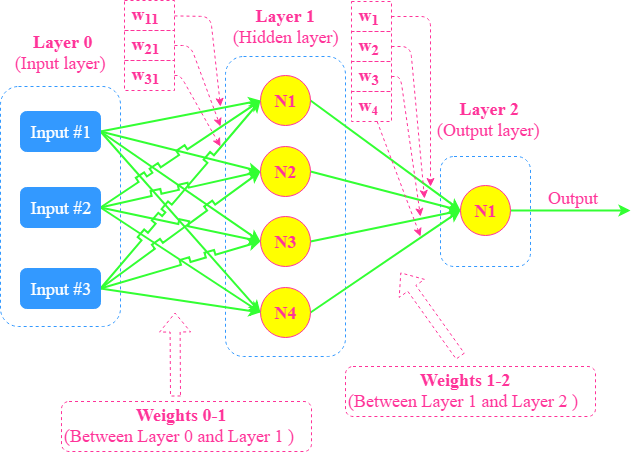 Layer 0
(Input layer)
w11
w21
w31
Layer 1
(Hidden layer)
w1
w2
w3
w4
Layer 2
(Output layer)
Input #1
Input #2
Input #3
N1
N2
N3
N4
N1
Output
Weights 0-1
(Between Layer 0 and Layer 1 )
Weights 1-2
(Between Layer 1 and Layer 2 )